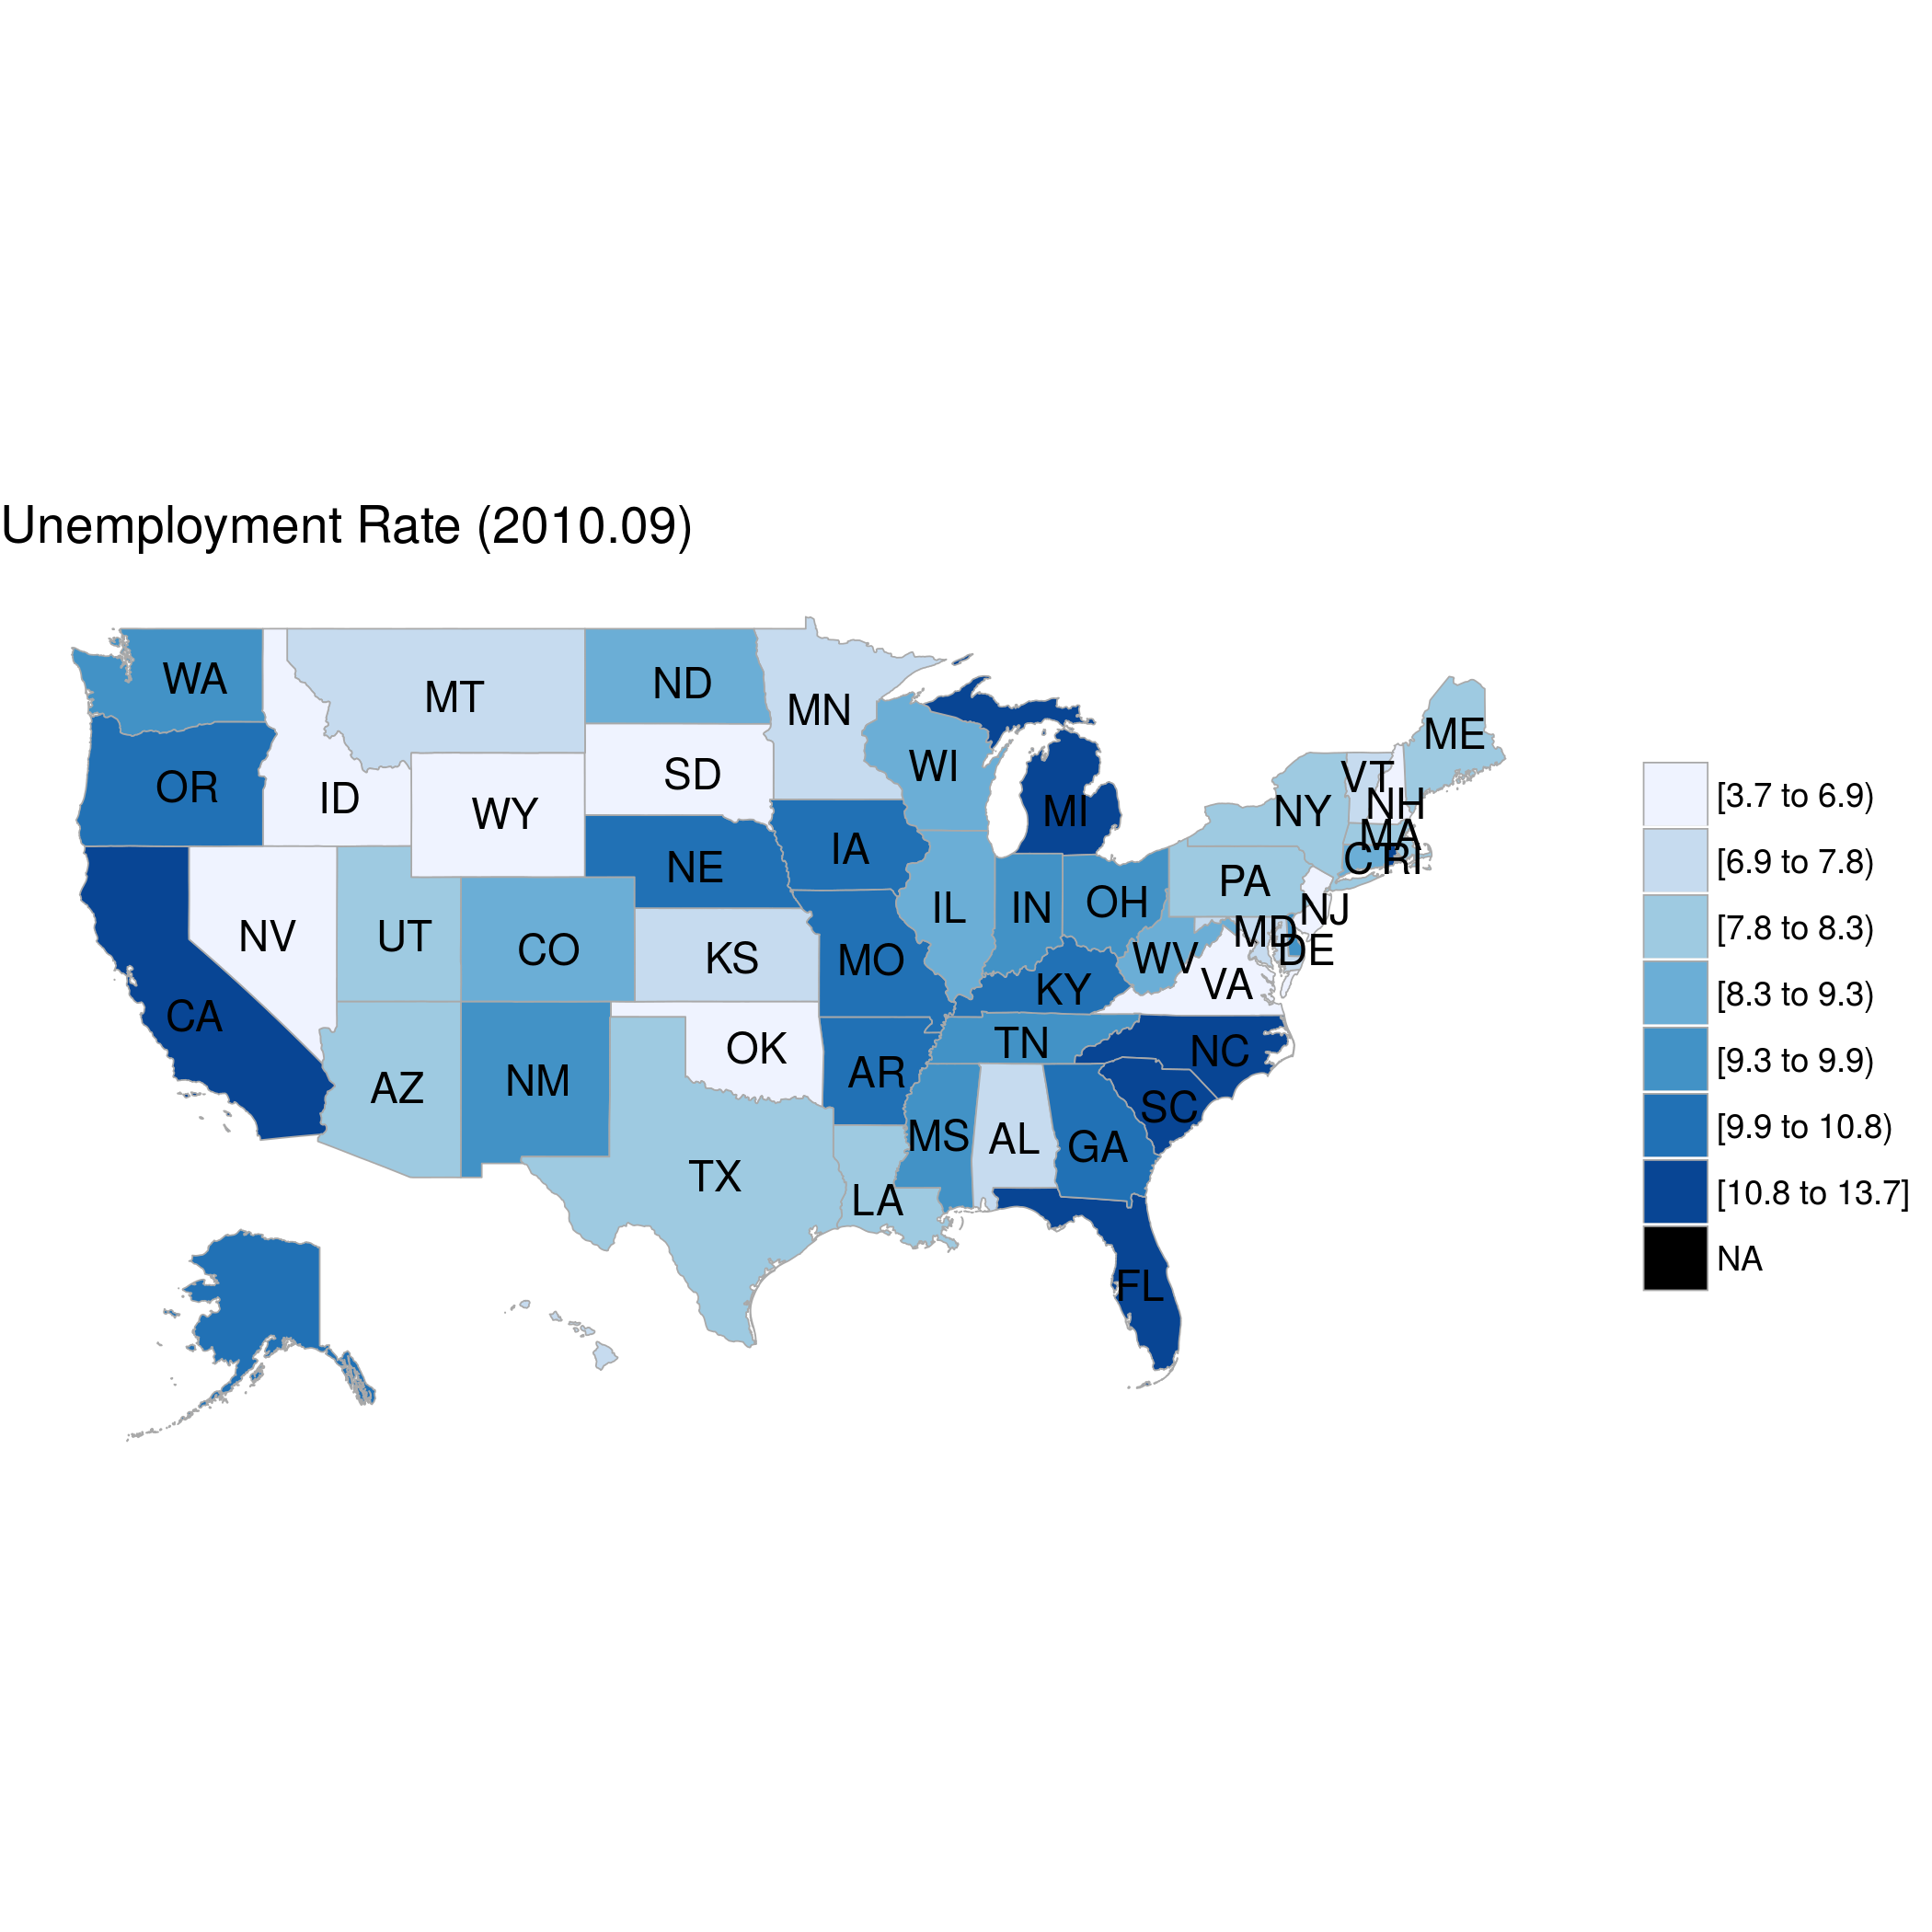 Unemployment Rate (2010.09)
WA
MT
ND
MN
ME
OR
ID
WY
SD
WI
MI
VT
NH
NY
MA
CT
RI
NE
IA
PA
NV
UT
CO
KS
MO
IL
IN
OH
NJ
MD
DE
WV
VA
KY
CA
AZ
NM
OK
AR
TN
NC
SC
MS
AL
GA
TX
LA
FL
[3.7 to 6.9)
[6.9 to 7.8)
[7.8 to 8.3)
[8.3 to 9.3)
[9.3 to 9.9)
[9.9 to 10.8)
[10.8 to 13.7]
NA